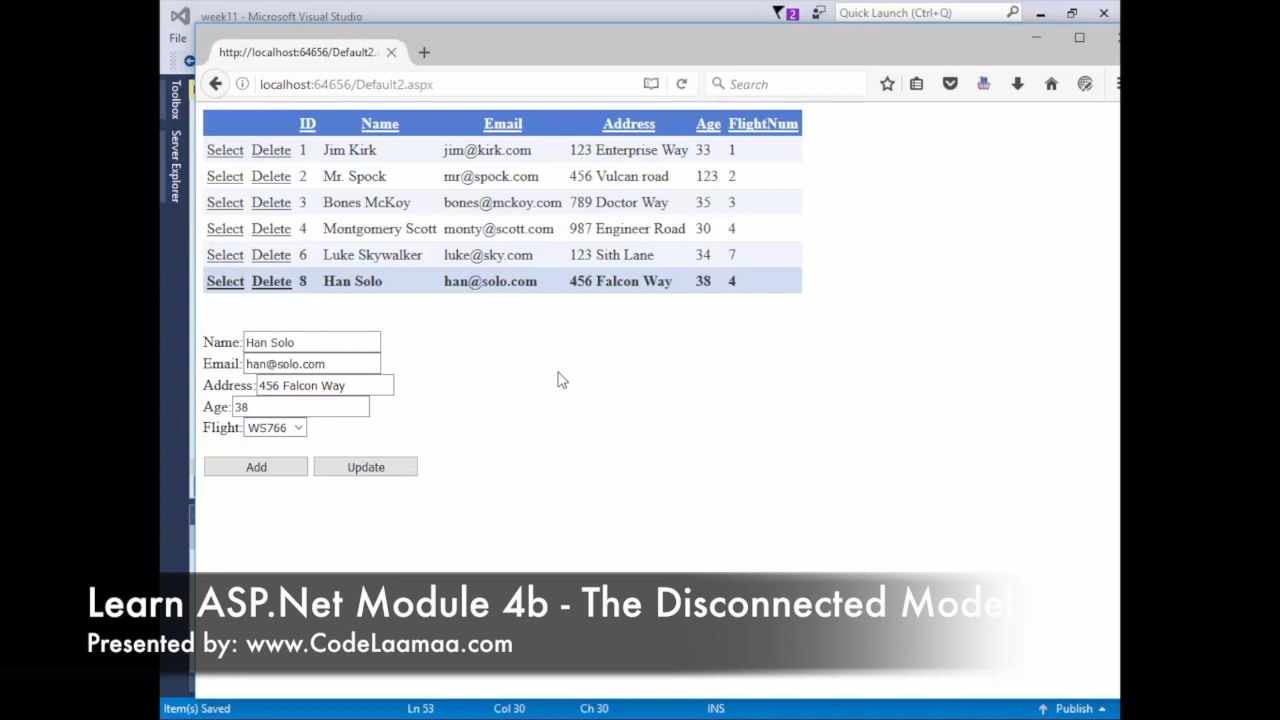 week11 - Microsoft Visual Studio
2
Quick Launch (Ctrl+Q)
File
http://localhost:64656/Default2.
localhost:64656/Default2.aspx
Search
Toolbox
Server Explorer
ID Name Email Address Age FlightNum
Select Delete 1 Jim Kirk jim@kirk.com 123 Enterprise Way 33 1
Select Delete 2 Mr. Spock mr@spock.com 456 Vulcan road 123 2
Select Delete 3 Bones McKoy bones@mckoy.com 789 Doctor Way 35 3
Select Delete 4 Montgomery Scott monty@scott.com 987 Engineer Road 30 4
Select Delete 6 Luke Skywalker luke@sky.com 123 Sith Lane 34 7
Select Delete 8 Han Solo han@solo.com 456 Falcon Way 38 4
Name: Han Solo
Email: han@solo.com
Address: 456 Falcon Way
Age: 38
Flight: WS766
Add Update
Learn ASP.Net Module 4b - The Disconnected Model
Presented by: www.CodeLaamaa.com
Item(s) Saved Ln 53 Col 30 Ch 30 INS Publish